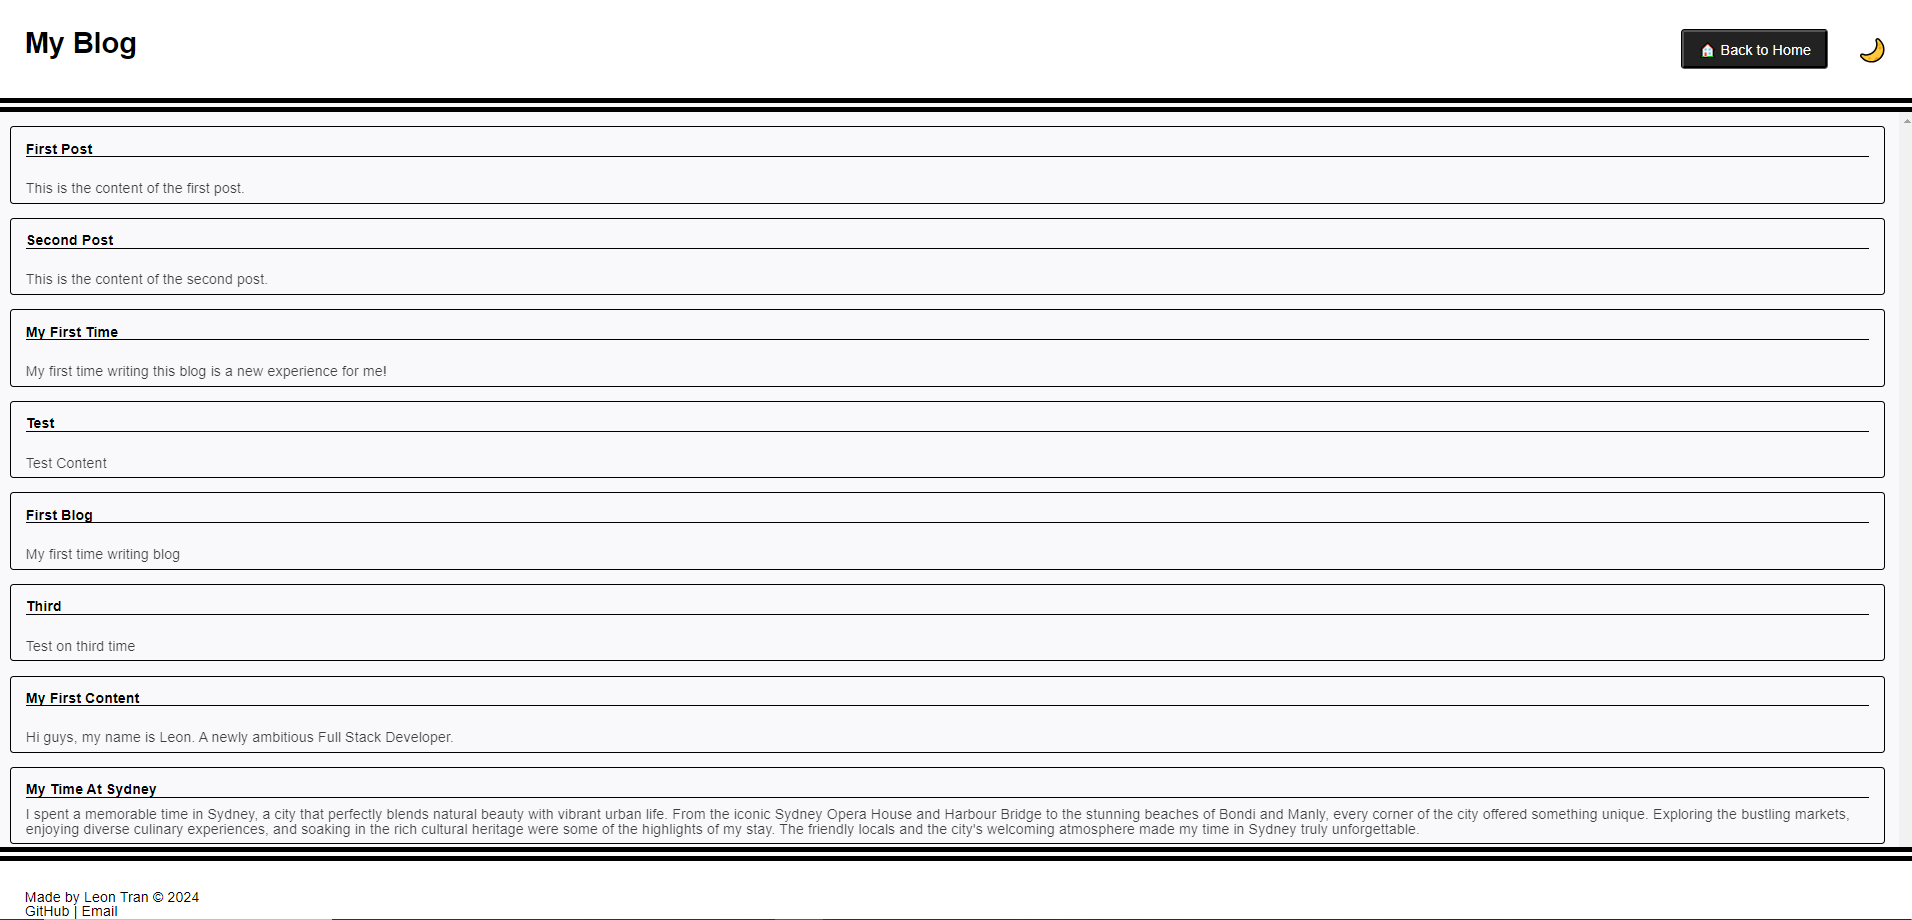 My Blog
Back to Home
First Post
This is the content of the first post.
Second Post
This is the content of the second post.
My First Time
My first time writing this blog is a new experience for me!
Test
Test Content
First Blog
My first time writing blog
Third
Test on third time
My First Content
Hi guys, my name is Leon. A newly ambitious Full Stack Developer.
My Time At Sydney
I spent a memorable time in Sydney, a city that perfectly blends natural beauty with vibrant urban life. From the iconic Sydney Opera House and Harbour Bridge to the stunning beaches of Bondi and Manly, every corner of the city offered something unique. Exploring the bustling markets,
enjoying diverse culinary experiences, and soaking in the rich cultural heritage were some of the highlights of my stay. The friendly locals and the city's welcoming atmosphere made my time in Sydney truly unforgettable.
Made by Leon Tran © 2024
GitHub | Email